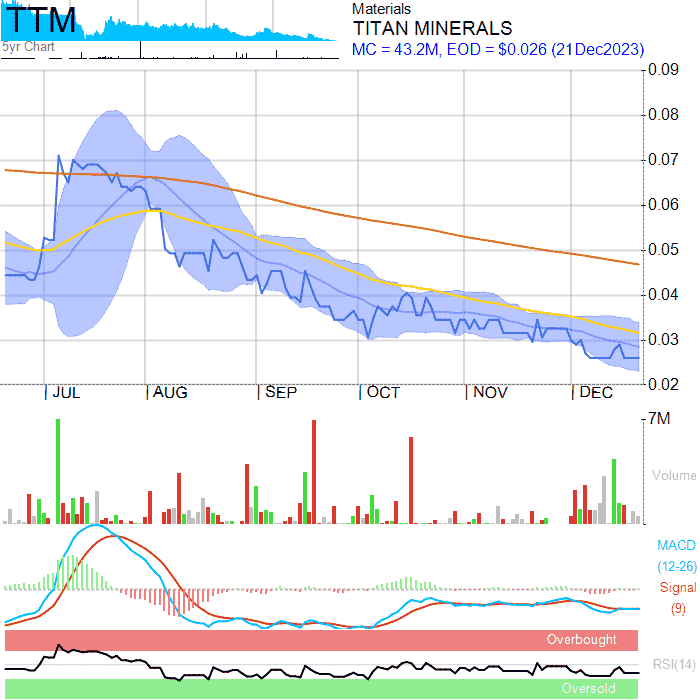 TTM
5yr Chart
Materials
TITAN MINERALS
MC = 43.2M, EOD = $0.026 (21Dec2023)
0.09
0.08
0.07
0.06
0.05
0.04
0.03
0.02
JUL AUG SEP OCT NOV DEC
7M
Volume
MACD
(12-26)
Signal
(9)
Overbought
RSI(14)
Oversold